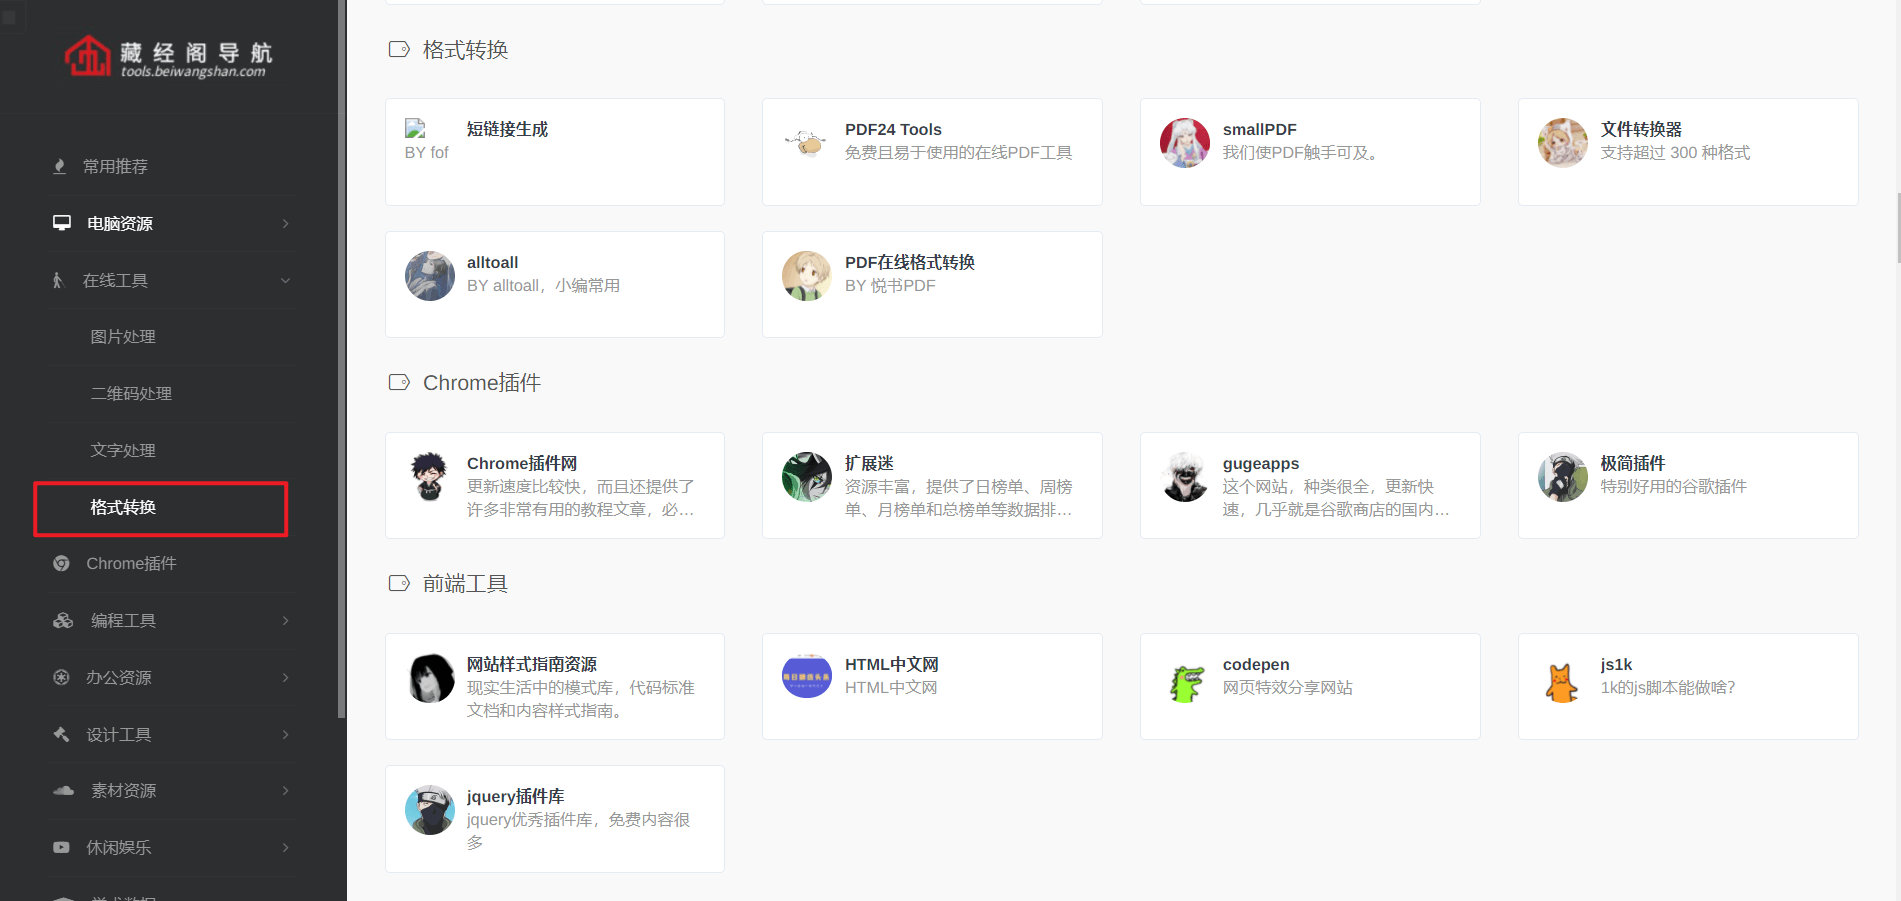 藏经阁导航
tools.beiwangshan.com
常用推荐
电脑资源
在线工具
图片处理
二维码处理
文字处理
格式转换
Chrome插件
编程工具
办公资源
设计工具
素材资源
休闲娱乐
格式转换
短链接生成
BY fof
PDF24 Tools
免费且易于使用的在线PDF工具
smallPDF
我们使PDF触手可及。
文件转换器
支持超过 300 种格式
alltoall
BY alltoall，小编常用
PDF在线格式转换
BY 悦书PDF
Chrome插件
Chrome插件网
更新速度比较快，而且还提供了
许多非常有用的教程文章，必...
扩展迷
资源丰富，提供了日榜单、周榜
单、月榜单和总榜单等数据排...
gugeapps
这个网站，种类很全，更新快
速，几乎就是谷歌商店的国内...
极简插件
特别好用的谷歌插件
前端工具
网站样式指南资源
现实生活中的模式库，代码标准
文档和内容样式指南。
HTML中文网
HTML中文网
codepen
网页特效分享网站
js1k
1k的js脚本能做啥?
jquery插件库
jquery优秀插件库，免费内容很
多